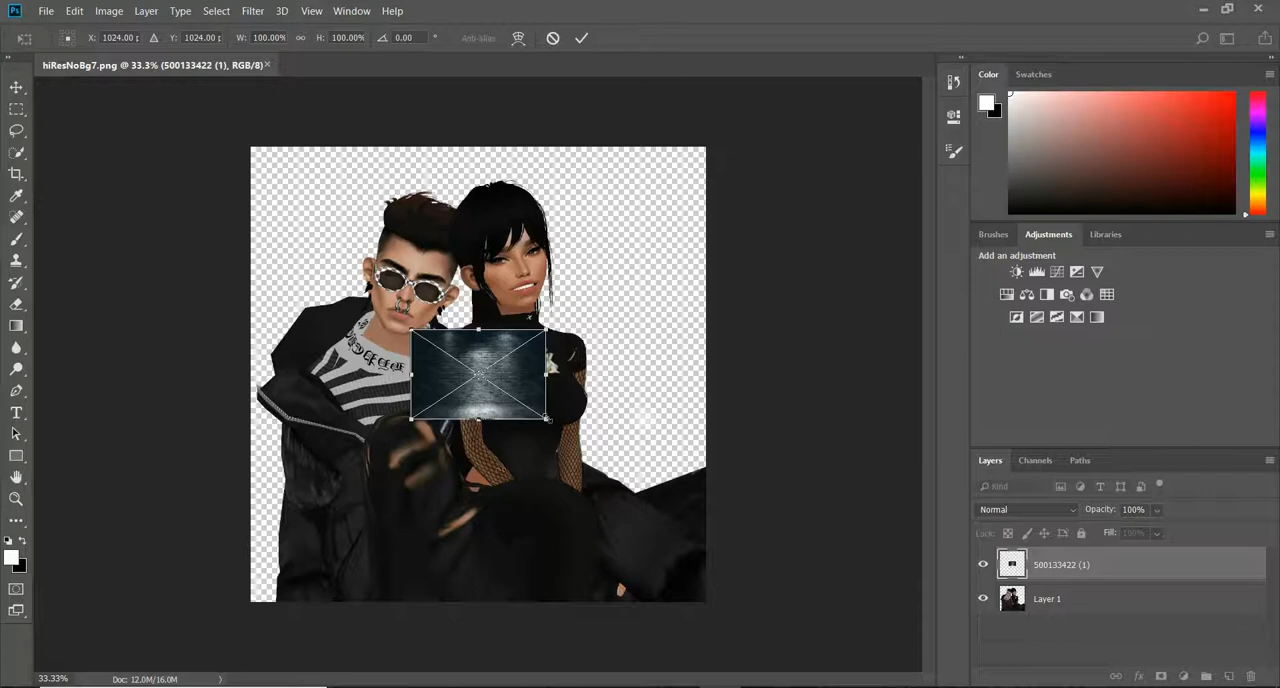 Ps File Edit Image Layer Type Select Filter 3D View Window Help
X: 1024.00 p Y: 1024.00 p W: 100.00% H: 100.00% 0.00 ° Anti-alias
hiResNoBg7.png @ 33.3% (500133422 (1), RGB/8)
Color Swatches
Brushes Adjustments Libraries
Add an adjustment
Layers Channels Paths
Kind
Normal Opacity: 100%
Lock: Fill: 100%
500133422 (1)
Layer 1
33.33% Doc: 12.0M/16.0M